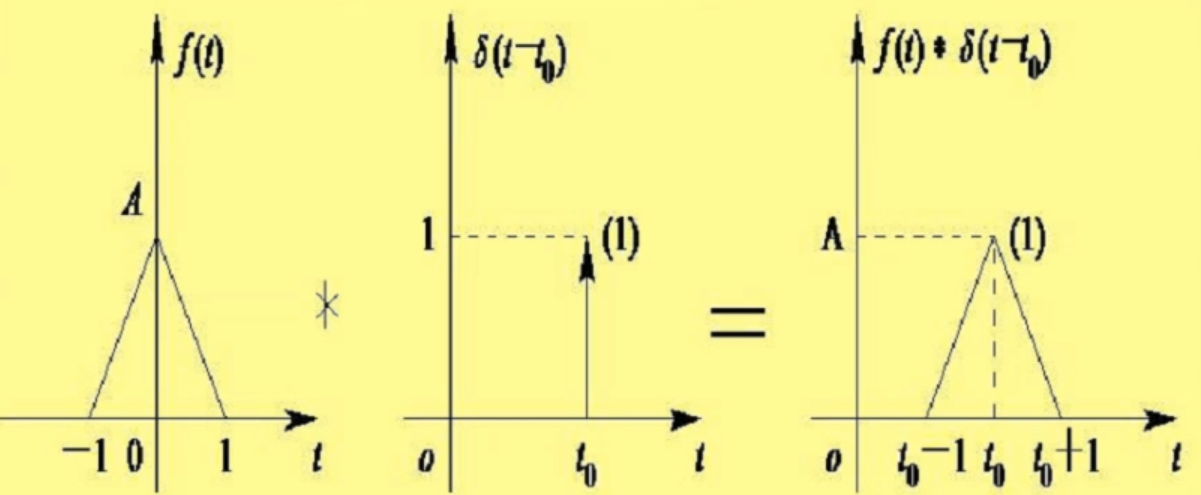 f(t)
δ(t-t₀)
f(t) * δ(t-t₀)
A
1
(1)
A
(1)
*
=
-1 0 1 t
o t₀ t
o t₀-1 t₀ t₀+1 t